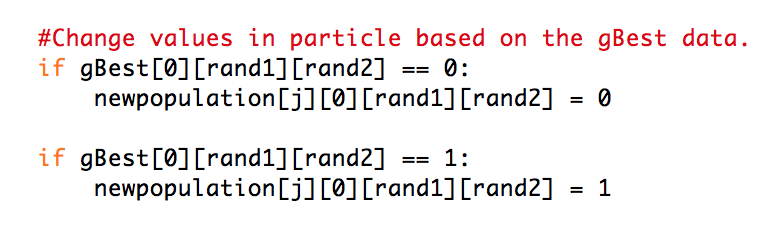 #Change values in particle based on the gBest data.
if gBest[0][rand1][rand2] == 0:
    newpopulation[j][0][rand1][rand2] = 0

if gBest[0][rand1][rand2] == 1:
    newpopulation[j][0][rand1][rand2] = 1